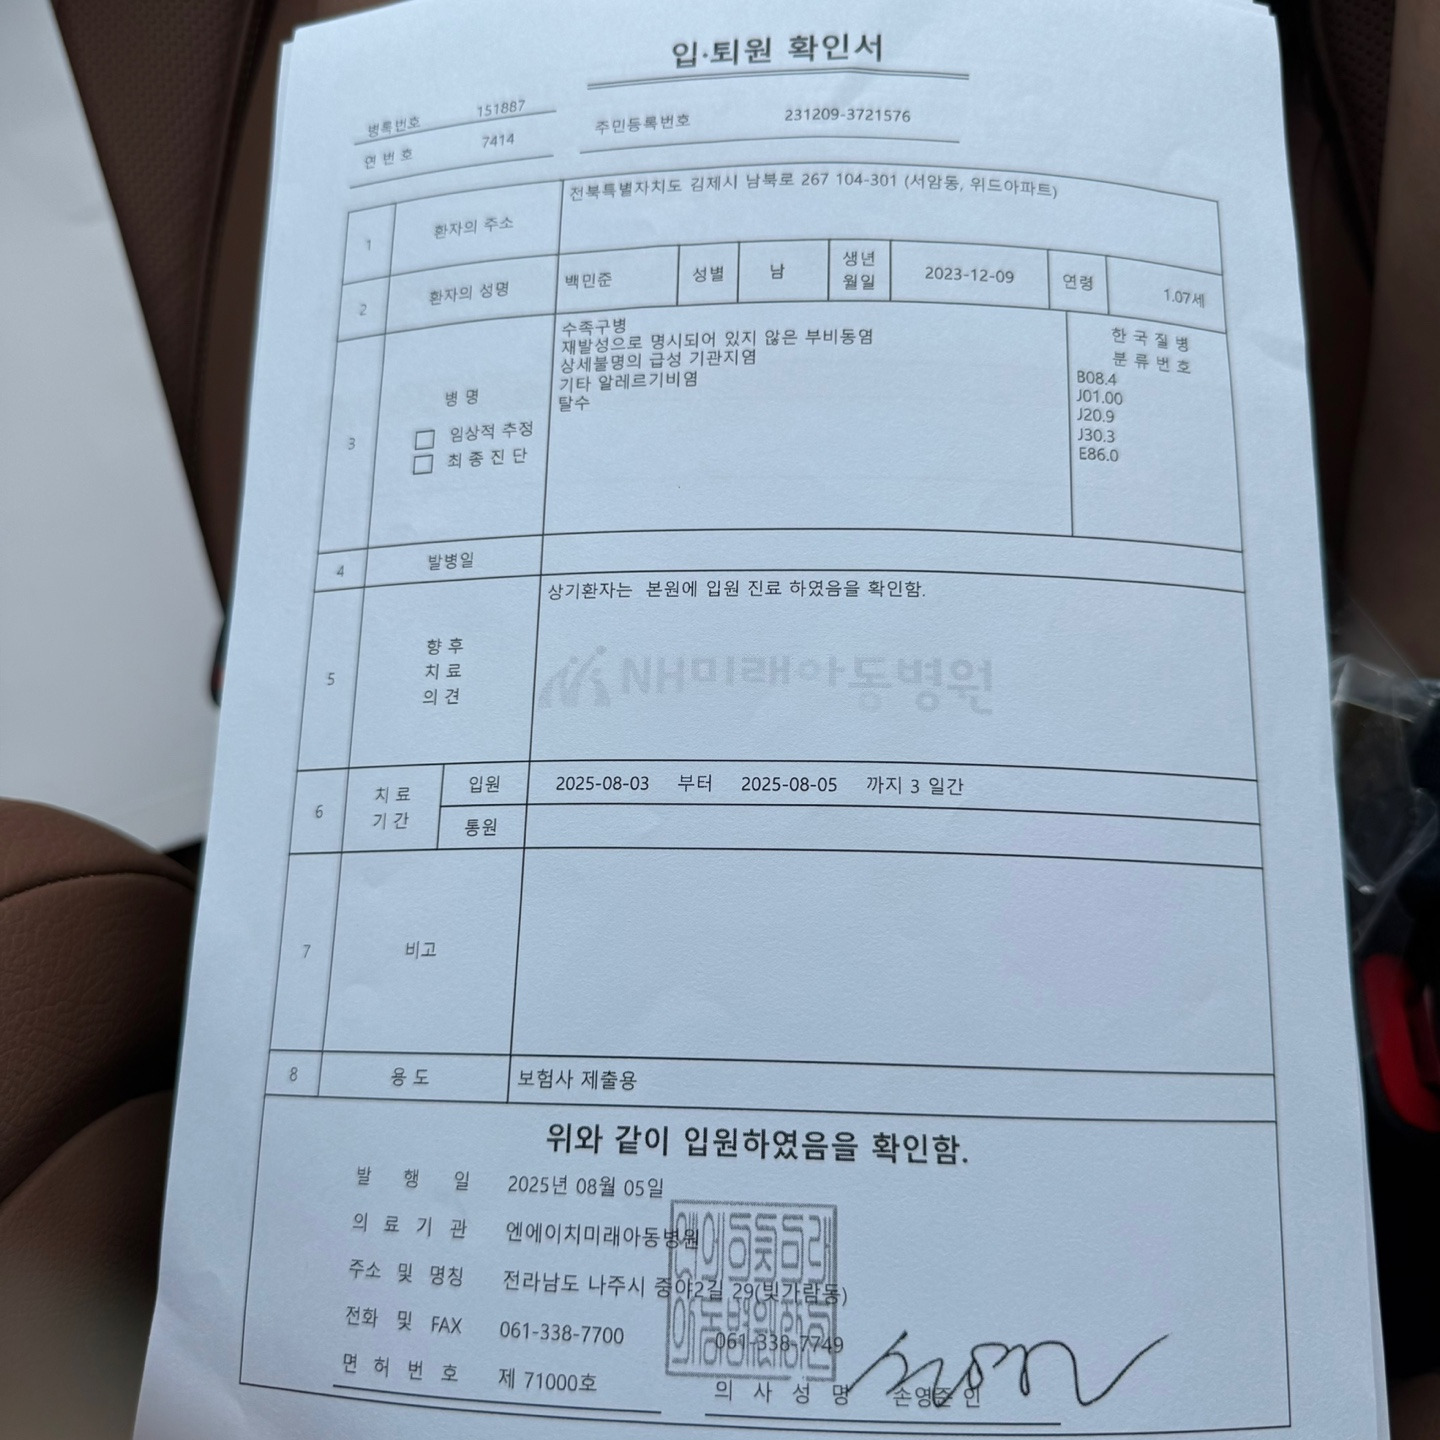 입·퇴원 확인서
병록번호 151887
연번호 7414
주민등록번호 231209-3721576
1 환자의 주소 전북특별자치도 김제시 남북로 267 104-301 (서암동, 위드아파트)
2 환자의 성명 백민준 성별 남 생년월일 2023-12-09 연령 1.07세
3 병명
임상적 추정
최종진단
수족구병
재발성으로 명시되어 있지 않은 부비동염
상세불명의 급성 기관지염
기타 알레르기비염
탈수
한국질병
분류번호
B08.4
J01.00
J20.9
J30.3
E86.0
4 발병일
5 향후
치료
의견
상기환자는 본원에 입원 진료 하였음을 확인함.
NH미래아동병원
6 치료
기간
입원 2025-08-03 부터 2025-08-05 까지 3 일간
통원
7 비고
8 용도 보험사 제출용
위와 같이 입원하였음을 확인함.
발행일 2025년 08월 05일
의료기관 엔에이치미래아동병원
주소 및 명칭 전라남도 나주시 중야2길 29(빛가람동)
전화 및 FAX 061-338-7700 061-338-7749
면허번호 제 71000호
의사성명 손영준 인